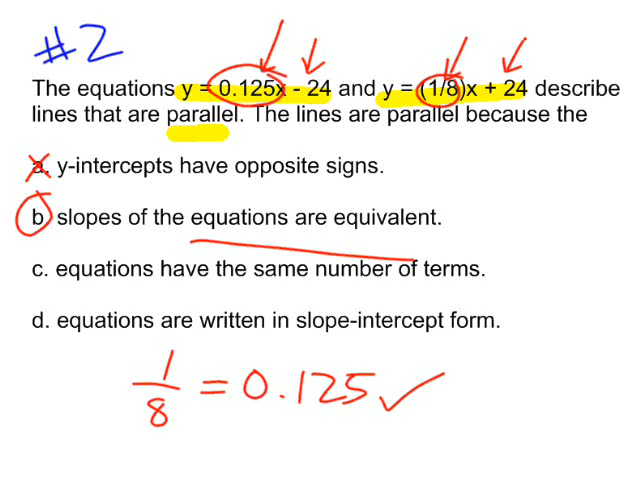 #2
The equations y = 0.125x - 24 and y = (1/8)x + 24 describe
lines that are parallel. The lines are parallel because the
a. y-intercepts have opposite signs.
b. slopes of the equations are equivalent.
c. equations have the same number of terms.
d. equations are written in slope-intercept form.
1/8 = 0.125 ✓